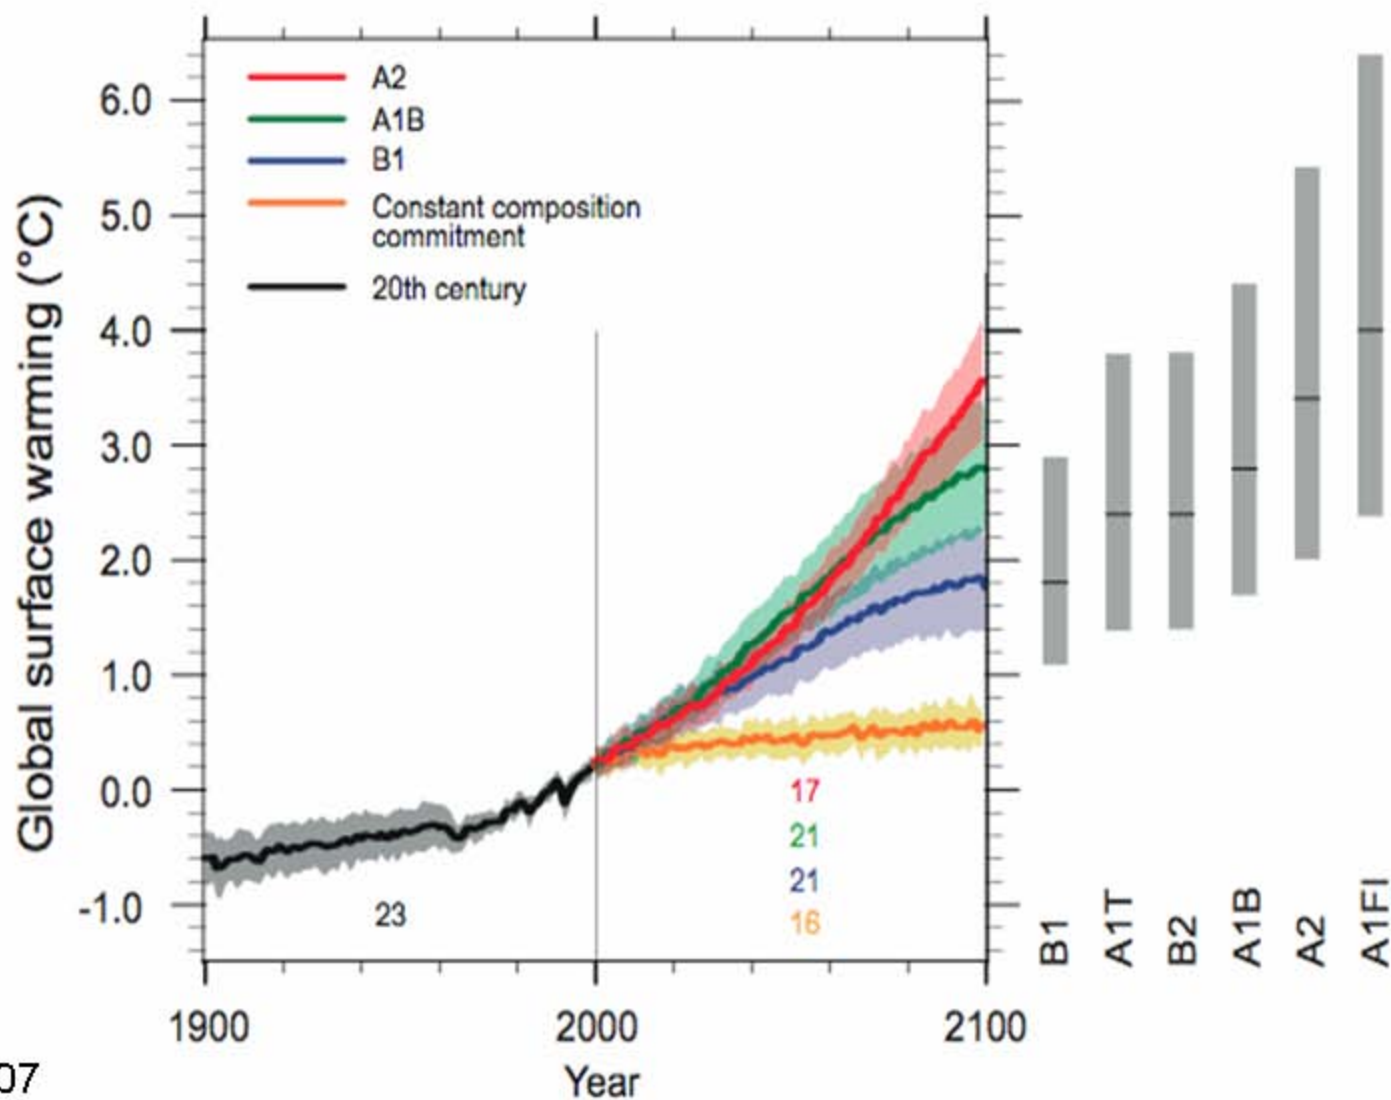 6.0
5.0
4.0
3.0
2.0
1.0
0.0
-1.0
Global surface warming (°C)
A2
A1B
B1
Constant composition
commitment
20th century
17
21
21
16
23
1900
2000
2100
Year
B1
A1T
B2
A1B
A2
A1FI
07